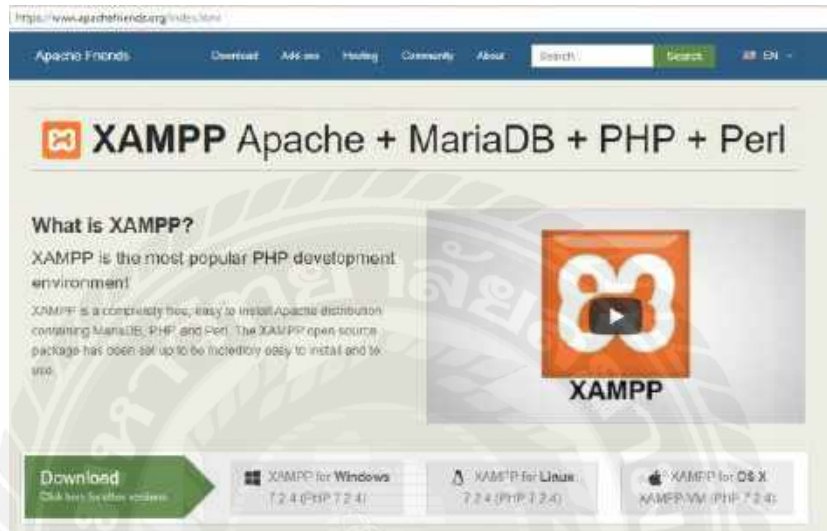 https://www.apachefriends.org/index.html
Apache Friends Download Add-ons Hosting Community About Search... Search EN
XAMPP Apache + MariaDB + PHP + Perl
What is XAMPP?
XAMPP is the most popular PHP development
environment
XAMPP is a completely free, easy to install Apache distribution
containing MariaDB, PHP, and Perl. The XAMPP open source
package has been set up to be incredibly easy to install and to
use.
XAMPP
Download
Click here for other versions
XAMPP for Windows
7.2.4 (PHP 7.2.4)
XAMPP for Linux
7.2.4 (PHP 7.2.4)
XAMPP for OS X
XAMPP-VM (PHP 7.2.4)